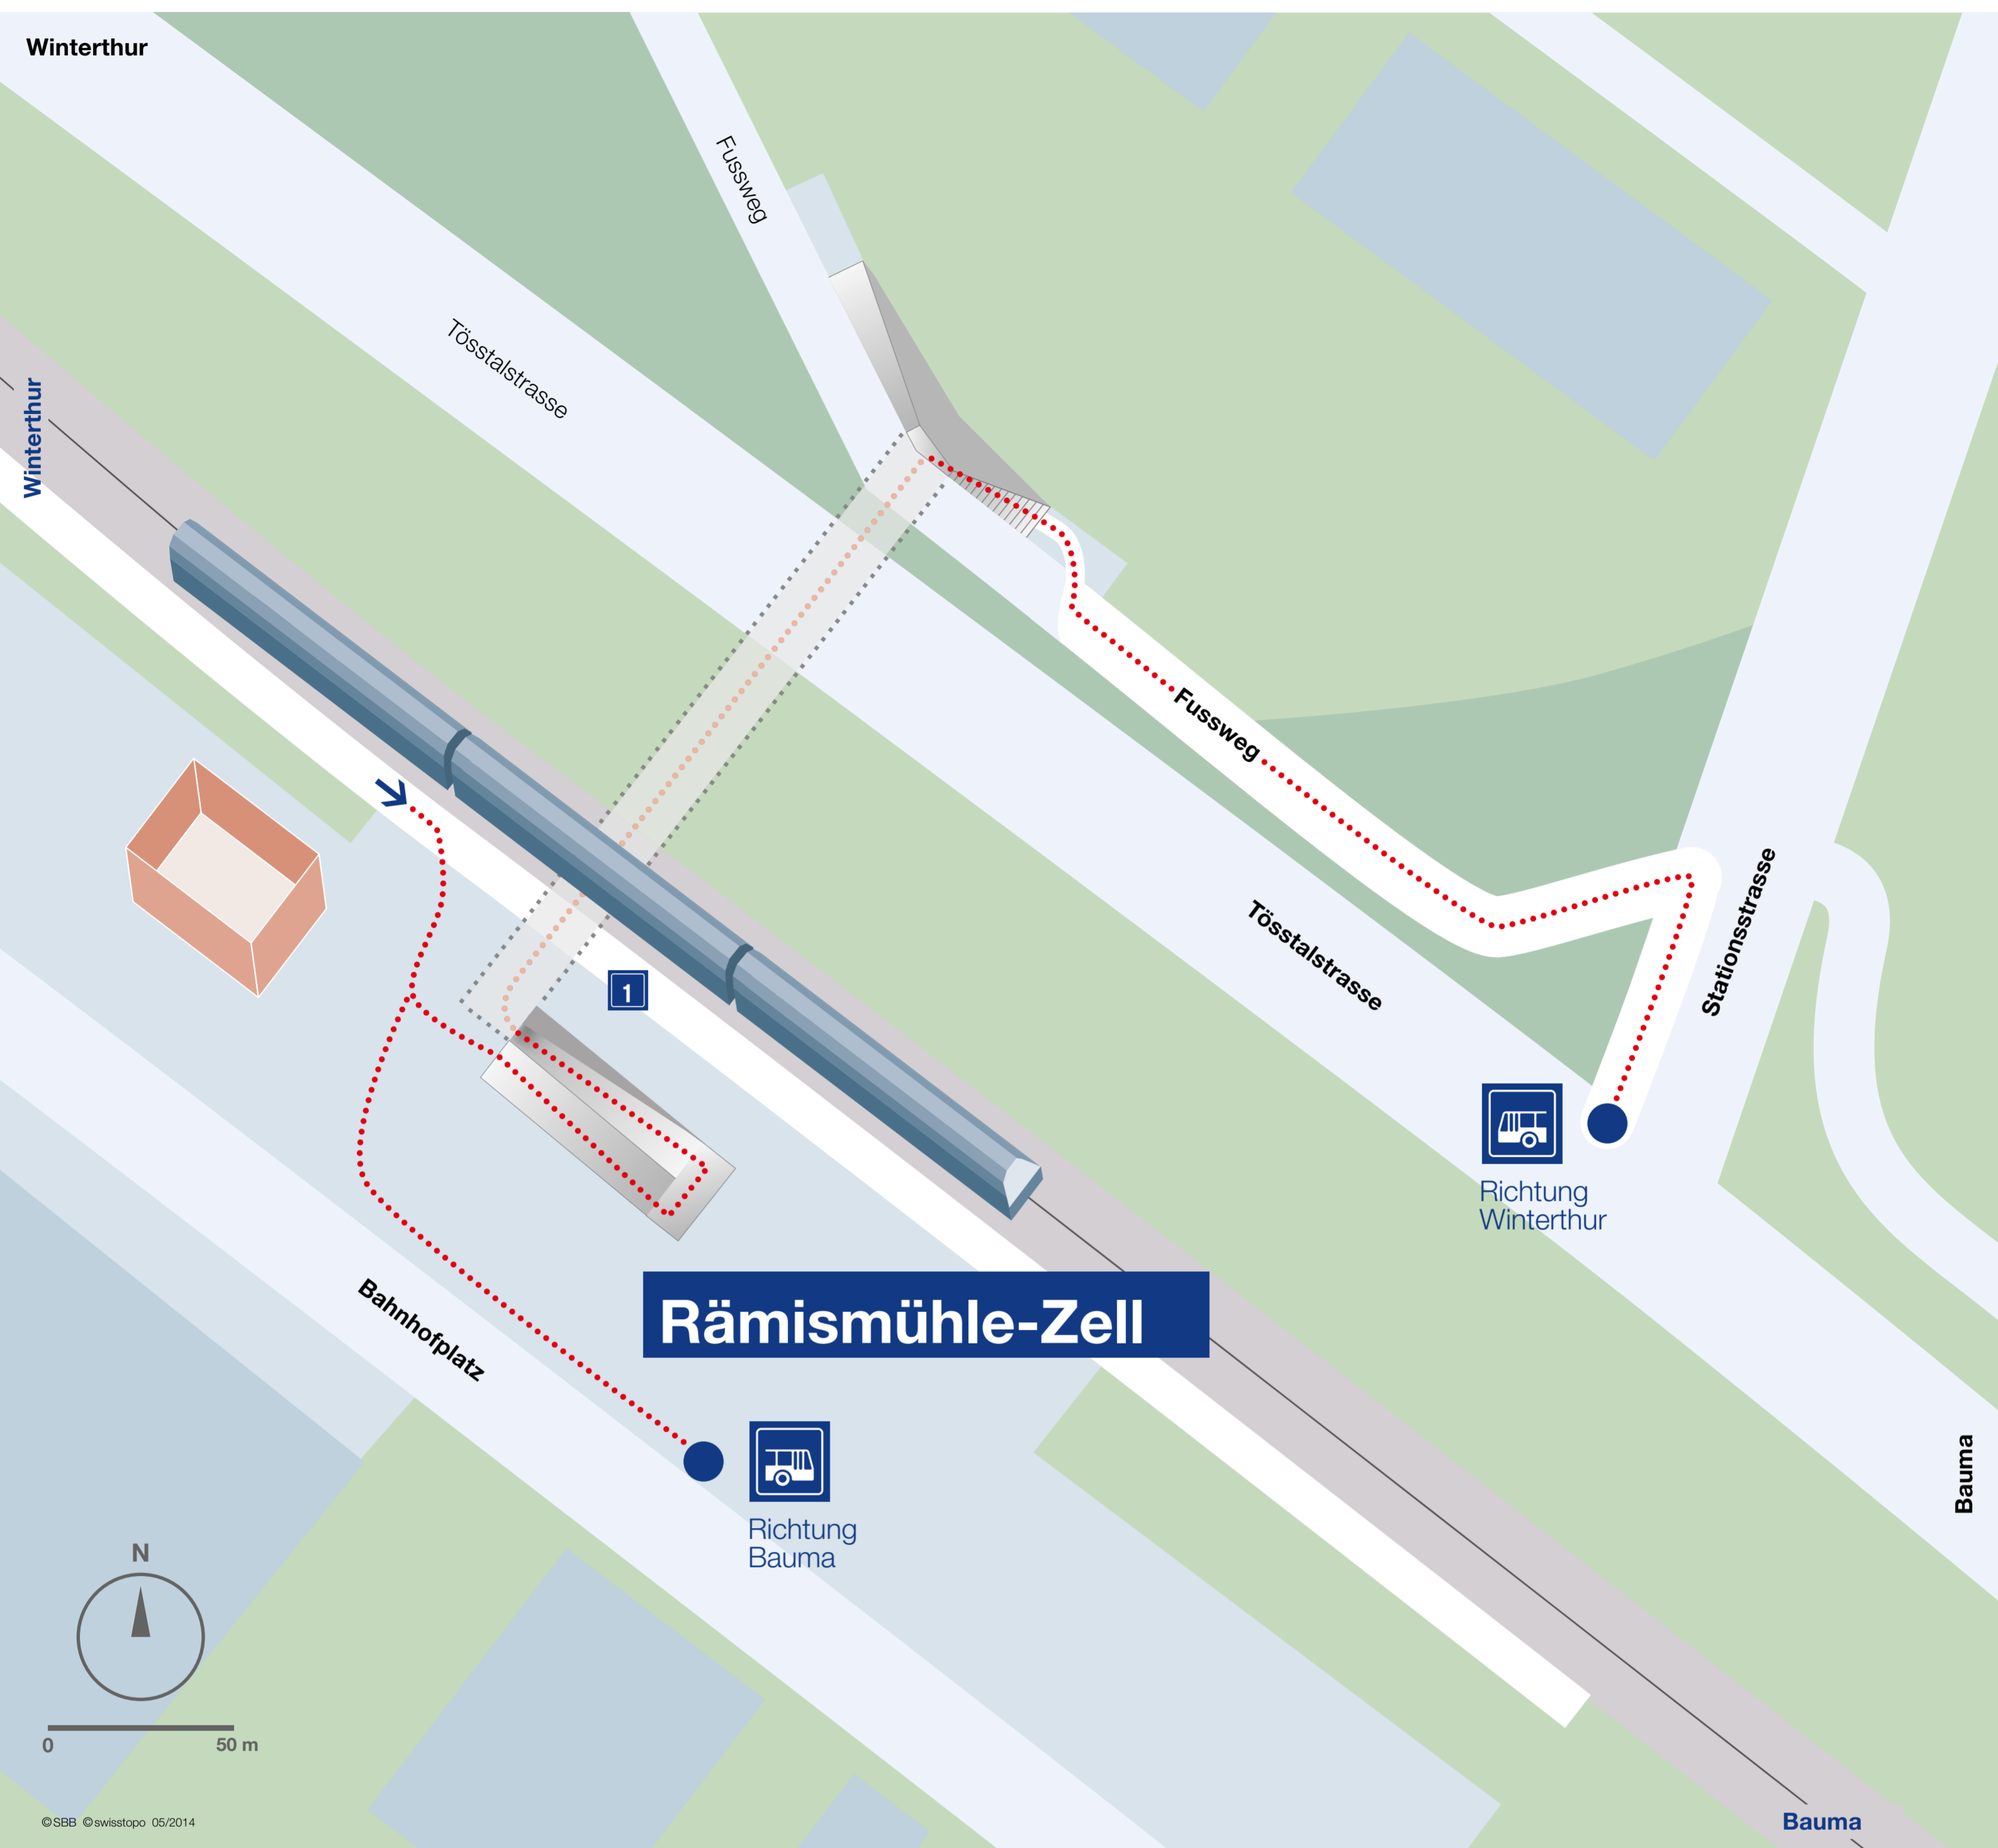 Winterthur
Fussweg
Tösstalstrasse
Winterthur
Fussweg
Tösstalstrasse
Stationsstrasse
1
Richtung
Winterthur
Rämismühle-Zell
Bahnhofplatz
Richtung
Bauma
Bauma
N
0 50 m
Bauma
©SBB ©swisstopo 05/2014